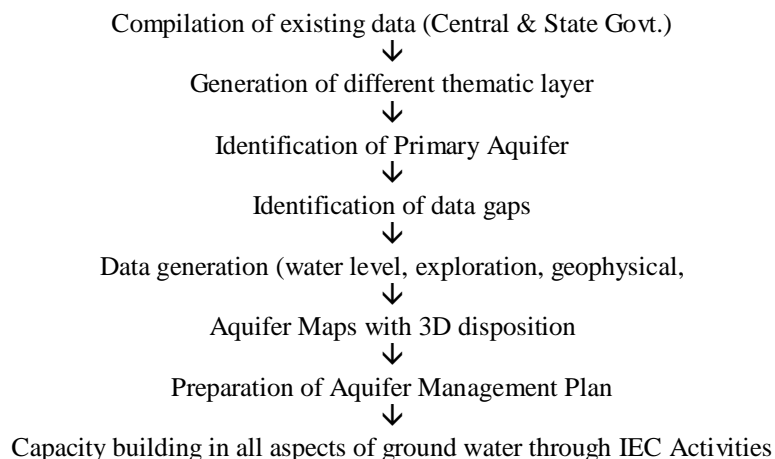 Compilation of existing data (Central & State Govt.)
↓
Generation of different thematic layer
↓
Identification of Primary Aquifer
↓
Identification of data gaps
↓
Data generation (water level, exploration, geophysical,
↓
Aquifer Maps with 3D disposition
↓
Preparation of Aquifer Management Plan
↓
Capacity building in all aspects of ground water through IEC Activities